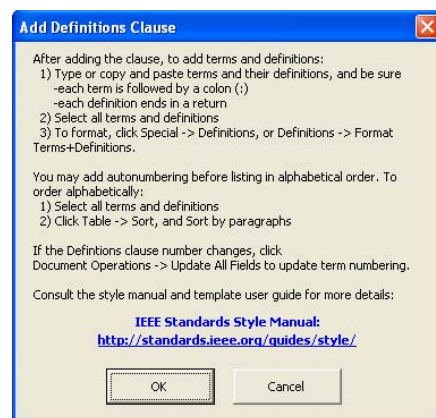 Add Definitions Clause
After adding the clause, to add terms and definitions:
1) Type or copy and paste terms and their definitions, and be sure
-each term is followed by a colon (:)
-each definition ends in a return
2) Select all terms and definitions
3) To format, click Special -> Definitions, or Definitions -> Format
Terms+Definitions.
You may add autonumbering before listing in alphabetical order. To
order alphabetically:
1) Select all terms and definitions
2) Click Table -> Sort, and Sort by paragraphs
If the Defintions clause number changes, click
Document Operations -> Update All Fields to update term numbering.
Consult the style manual and template user guide for more details:
IEEE Standards Style Manual:
http://standards.ieee.org/guides/style/
OK
Cancel